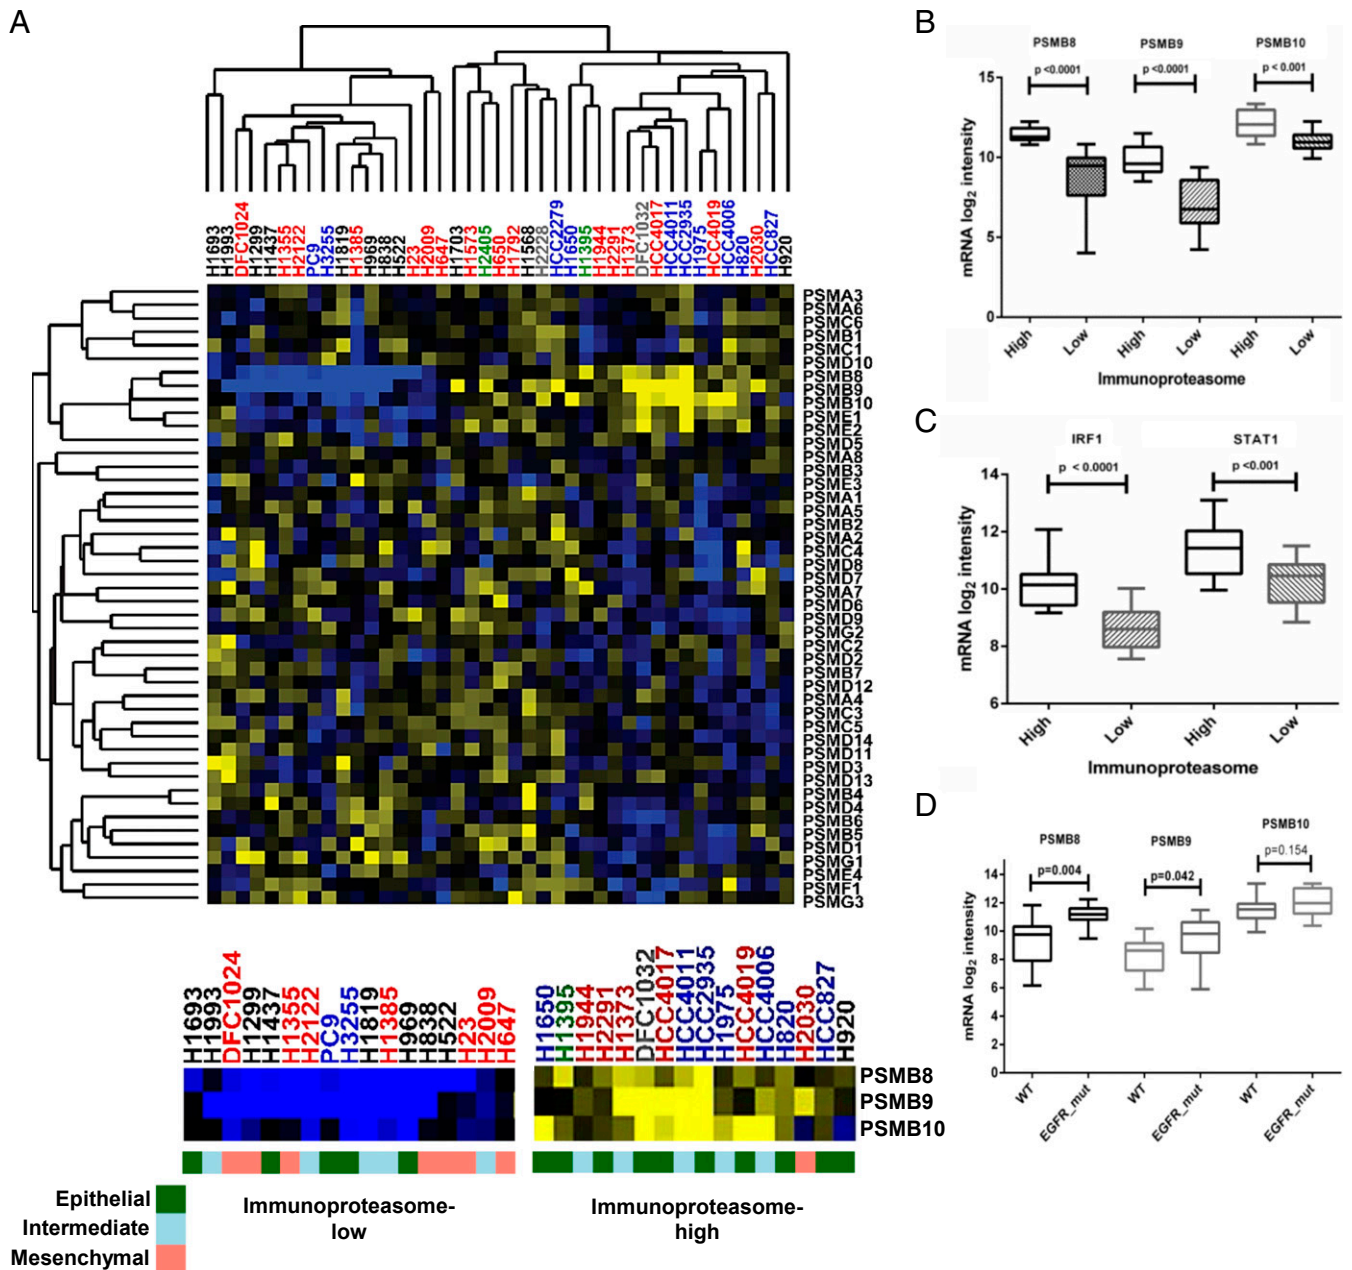 A
H1693
H1993
DFC1024
H1299
H1437
H1355
H2122
PC9
H3255
H1819
H1385
H969
H838
H522
H23
H2009
H647
H1703
H1573
H2405
H650
H1792
H1568
H2228
HCC2279
H1650
H1395
H1944
H2291
H1373
DFC1032
HCC4017
HCC4011
HCC2935
H1975
HCC4019
HCC4006
H820
H2030
HCC827
H920
PSMA3
PSMA6
PSMC6
PSMB1
PSMC1
PSMD10
PSMB8
PSMB9
PSMB10
PSME1
PSME2
PSMD5
PSMA8
PSMB3
PSME3
PSMA1
PSMA5
PSMB2
PSMA2
PSMC4
PSMD8
PSMD7
PSMA7
PSMD6
PSMD9
PSMG2
PSMC2
PSMD2
PSMB7
PSMD12
PSMA4
PSMC3
PSMC5
PSMD14
PSMD11
PSMD3
PSMD13
PSMB4
PSMD4
PSMB6
PSMB5
PSMD1
PSMG1
PSME4
PSMF1
PSMG3
H1693
H1993
DFC1024
H1299
H1437
H1355
H2122
PC9
H3255
H1819
H1385
H969
H838
H522
H23
H2009
H647
H1650
H1395
H1944
H2291
H1373
DFC1032
HCC4017
HCC4011
HCC2935
H1975
HCC4019
HCC4006
H820
H2030
HCC827
H920
PSMB8
PSMB9
PSMB10
Epithelial
Intermediate
Mesenchymal
Immunoproteasome-
low
Immunoproteasome-
high
B
PSMB8 PSMB9 PSMB10
p <0.0001 p <0.0001 p < 0.001
mRNA log2 intensity
15
10
5
0
High Low High Low High Low
Immunoproteasome
C
IRF1 STAT1
p < 0.0001 p <0.001
mRNA log2 intensity
14
12
10
8
6
High Low High Low
Immunoproteasome
D
PSMB8 PSMB9 PSMB10
p=0.004 p=0.042 p=0.154
mRNA log2 intensity
14
12
10
8
6
4
2
0
WT EGFR_mut WT EGFR_mut WT EGFR_mut